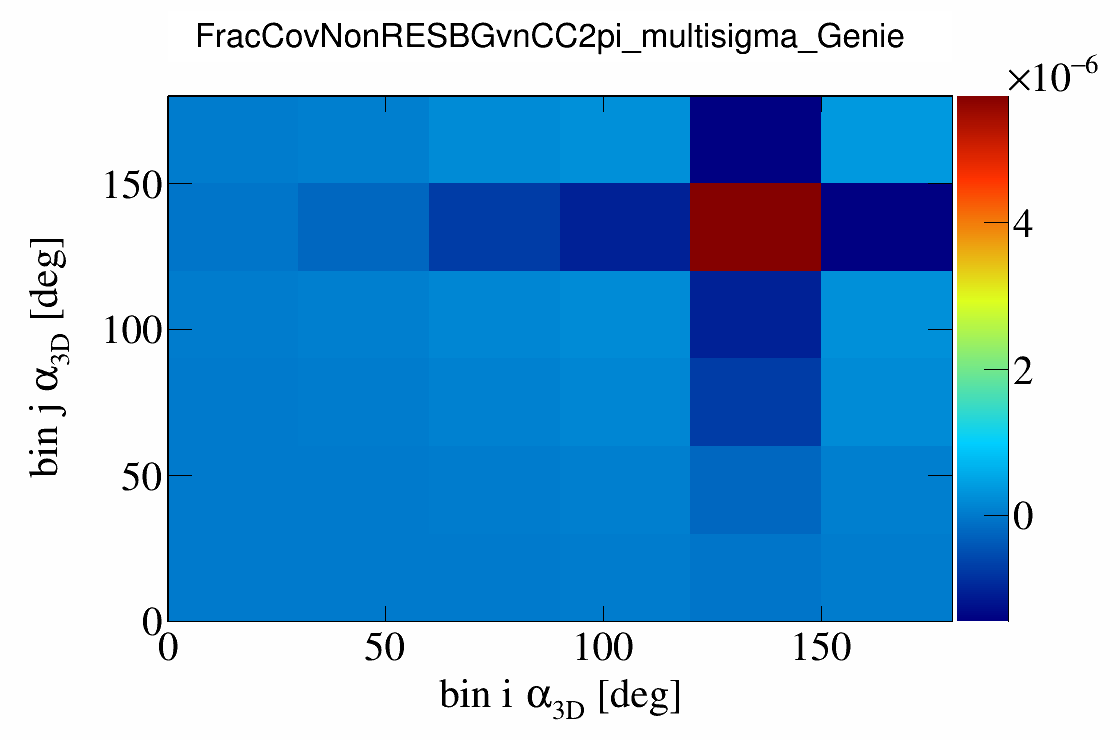 FracCovNonRESBGvnCC2pi_multisigma_Genie
×10⁻⁶
bin j α3D [deg]
150
100
50
0
4
2
0
0 50 100 150
bin i α3D [deg]